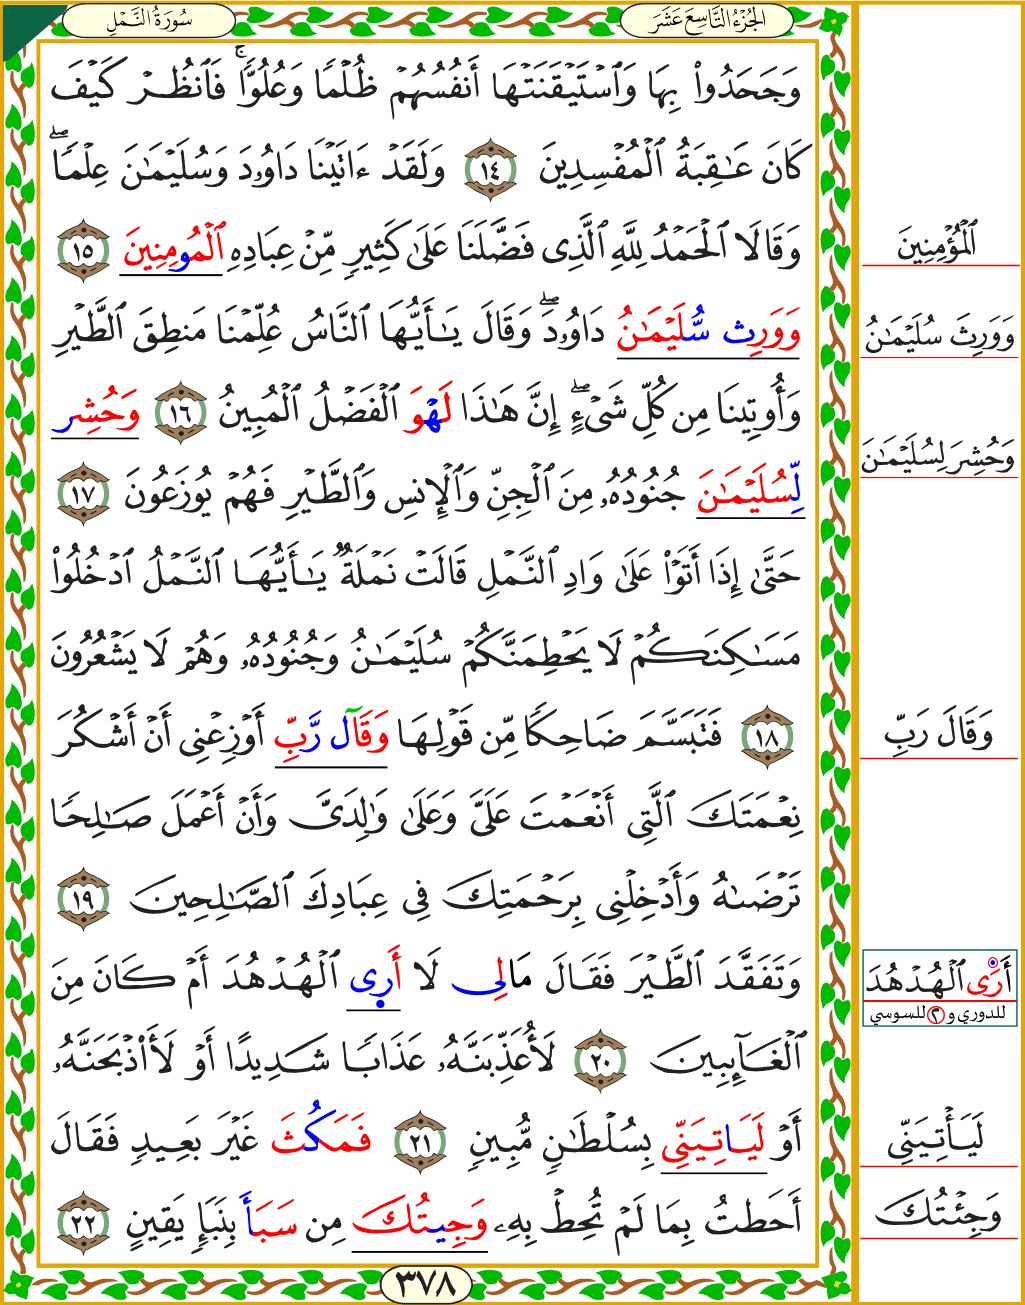 الجُزْءُ التَّاسِعَ عَشَرَ
سُورَةُ النَّمْلِ
وَجَحَدُواْ بِهَا وَٱسْتَيْقَنَتْهَا أَنفُسُهُمْ ظُلْمًا وَعُلُوًّاۚ فَٱنظُرْ كَيْفَ
كَانَ عَٰقِبَةُ ٱلْمُفْسِدِينَ ١٤ وَلَقَدْ ءَاتَيْنَا دَاوُۥدَ وَسُلَيْمَٰنَ عِلْمًاۖ
وَقَالَا ٱلْحَمْدُ لِلَّهِ ٱلَّذِى فَضَّلَنَا عَلَىٰ كَثِيرٍ مِّنْ عِبَادِهِ ٱلْمُومِنِينَ ١٥
ٱلْمُؤْمِنِينَ
وَوَرِث سُّلَيْمَٰنُ دَاوُۥدَۖ وَقَالَ يَٰأَيُّهَا ٱلنَّاسُ عُلِّمْنَا مَنطِقَ ٱلطَّيْرِ
وَوَرِثَ سُلَيْمَٰنُ
وَأُوتِينَا مِن كُلِّ شَىْءٍۖ إِنَّ هَٰذَا لَهْوَ ٱلْفَضْلُ ٱلْمُبِينُ ١٦ وَحُشِر
وَحُشِرَ لِسُلَيْمَٰنَ
لِّسُلَيْمَٰنَ جُنُودُهُۥ مِنَ ٱلْجِنِّ وَٱلْإِنسِ وَٱلطَّيْرِ فَهُمْ يُوزَعُونَ ١٧
حَتَّىٰ إِذَا أَتَوْاْ عَلَىٰ وَادِ ٱلنَّمْلِ قَالَتْ نَمْلَةٌ يَٰأَيُّهَا ٱلنَّمْلُ ٱدْخُلُواْ
مَسَٰكِنَكُمْ لَا يَحْطِمَنَّكُمْ سُلَيْمَٰنُ وَجُنُودُهُۥ وَهُمْ لَا يَشْعُرُونَ
١٨ فَتَبَسَّمَ ضَاحِكًا مِّن قَوْلِهَا وَقَآل رَّبِّ أَوْزِعْنِى أَنْ أَشْكُرَ
وَقَالَ رَبِّ
نِعْمَتَكَ ٱلَّتِى أَنْعَمْتَ عَلَىَّ وَعَلَىٰ وَٰلِدَىَّ وَأَنْ أَعْمَلَ صَٰلِحًا
تَرْضَىٰهُ وَأَدْخِلْنِى بِرَحْمَتِكَ فِى عِبَادِكَ ٱلصَّٰلِحِينَ ١٩
وَتَفَقَّدَ ٱلطَّيْرَ فَقَالَ مَا لِى لَا أَرِى ٱلْهُدْهُدَ أَمْ كَانَ مِنَ
أَرَى ٱلْهُدْهُدَ
للدوري و ٢ للسوسي
ٱلْغَآئِبِينَ ٢٠ لَأُعَذِّبَنَّهُۥ عَذَابًا شَدِيدًا أَوْ لَأَاْذْبَحَنَّهُۥ
أَوْ لَيَاتِيَنِّى بِسُلْطَٰنٍ مُّبِينٍ ٢١ فَمَكُثَ غَيْرَ بَعِيدٍ فَقَالَ
لَيَأْتِيَنِّى
أَحَطتُ بِمَا لَمْ تُحِطْ بِهِۦ وَجِيتُكَ مِن سَبَأَ بِنَبَإٍ يَقِينٍ ٢٢
وَجِئْتُكَ
٣٧٨